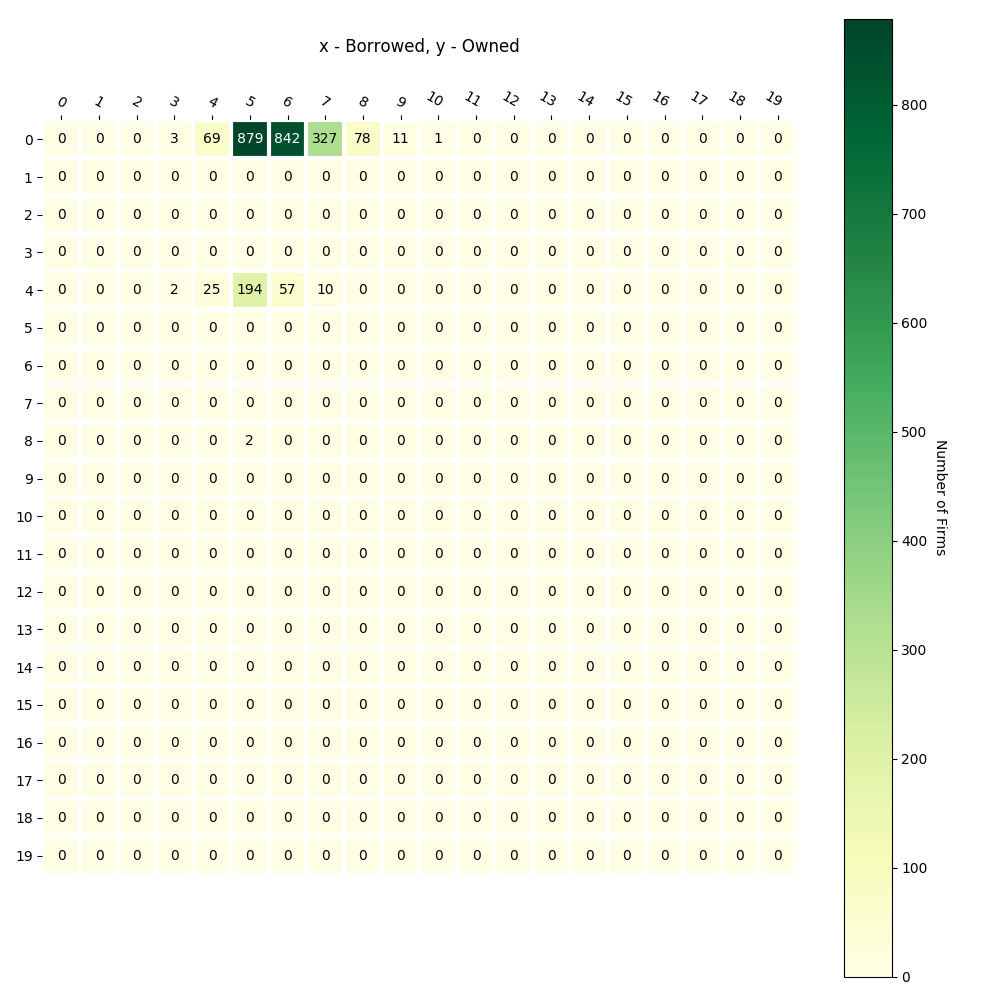 x - Borrowed, y - Owned
0 1 2 3 4 5 6 7 8 9 10 11 12 13 14 15 16 17 18 19
0 0 0 0 3 69 879 842 327 78 11 1 0 0 0 0 0 0 0 0 0
1 0 0 0 0 0 0 0 0 0 0 0 0 0 0 0 0 0 0 0 0
2 0 0 0 0 0 0 0 0 0 0 0 0 0 0 0 0 0 0 0 0
3 0 0 0 0 0 0 0 0 0 0 0 0 0 0 0 0 0 0 0 0
4 0 0 0 2 25 194 57 10 0 0 0 0 0 0 0 0 0 0 0 0
5 0 0 0 0 0 0 0 0 0 0 0 0 0 0 0 0 0 0 0 0
6 0 0 0 0 0 0 0 0 0 0 0 0 0 0 0 0 0 0 0 0
7 0 0 0 0 0 0 0 0 0 0 0 0 0 0 0 0 0 0 0 0
8 0 0 0 0 0 2 0 0 0 0 0 0 0 0 0 0 0 0 0 0
9 0 0 0 0 0 0 0 0 0 0 0 0 0 0 0 0 0 0 0 0
10 0 0 0 0 0 0 0 0 0 0 0 0 0 0 0 0 0 0 0 0
11 0 0 0 0 0 0 0 0 0 0 0 0 0 0 0 0 0 0 0 0
12 0 0 0 0 0 0 0 0 0 0 0 0 0 0 0 0 0 0 0 0
13 0 0 0 0 0 0 0 0 0 0 0 0 0 0 0 0 0 0 0 0
14 0 0 0 0 0 0 0 0 0 0 0 0 0 0 0 0 0 0 0 0
15 0 0 0 0 0 0 0 0 0 0 0 0 0 0 0 0 0 0 0 0
16 0 0 0 0 0 0 0 0 0 0 0 0 0 0 0 0 0 0 0 0
17 0 0 0 0 0 0 0 0 0 0 0 0 0 0 0 0 0 0 0 0
18 0 0 0 0 0 0 0 0 0 0 0 0 0 0 0 0 0 0 0 0
19 0 0 0 0 0 0 0 0 0 0 0 0 0 0 0 0 0 0 0 0
800
700
600
500
400
300
200
100
0
Number of Firms